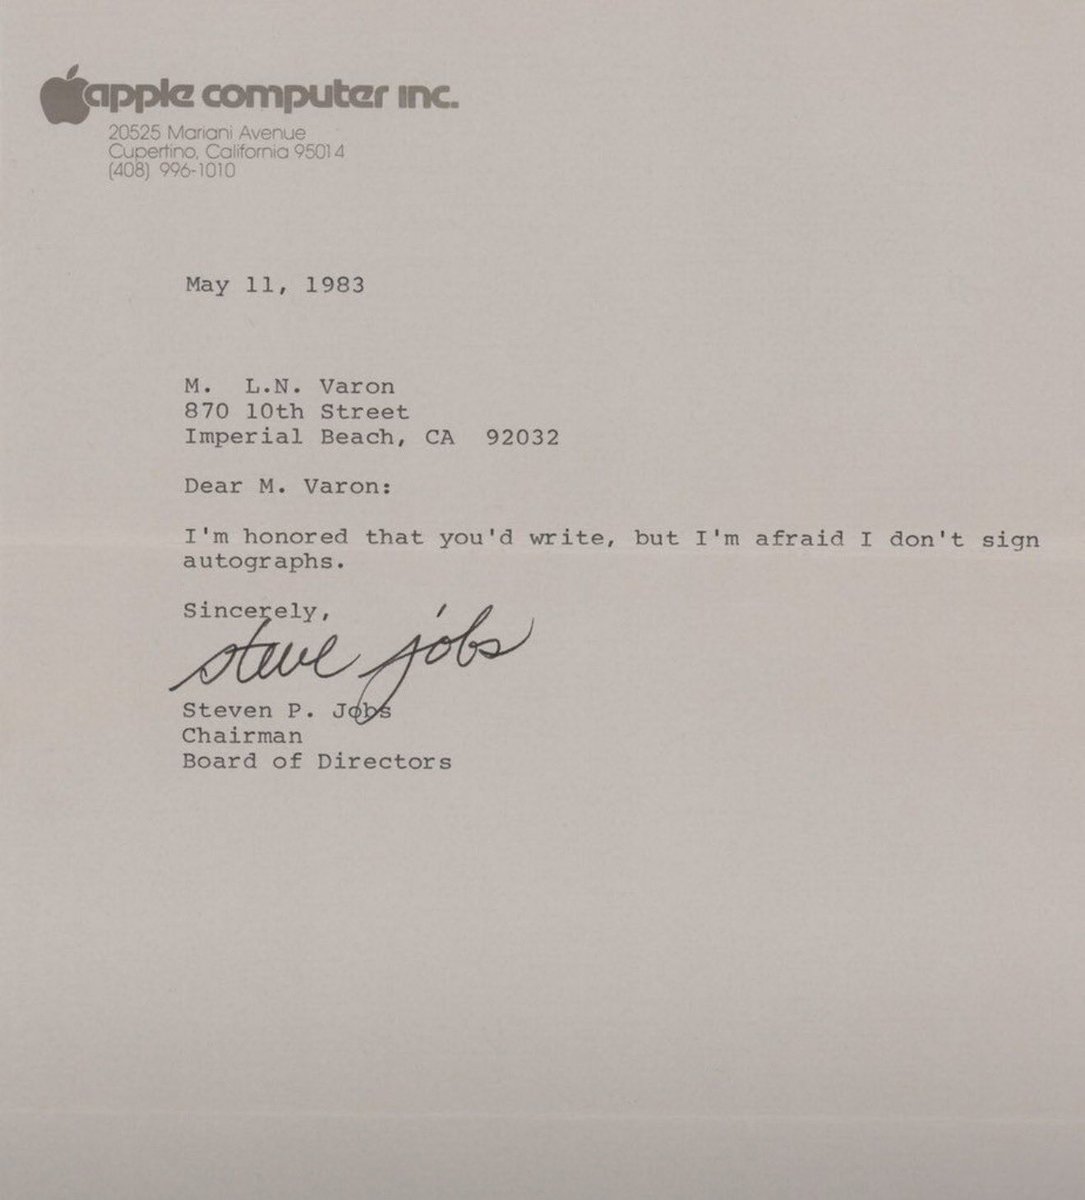 apple computer inc.
20525 Mariani Avenue
Cupertino, California 95014
(408) 996-1010
May 11, 1983
M.  L.N. Varon
870 10th Street
Imperial Beach, CA  92032
Dear M. Varon:
I'm honored that you'd write, but I'm afraid I don't sign
autographs.
Sincerely,
steve jobs
Steven P. Jobs
Chairman
Board of Directors